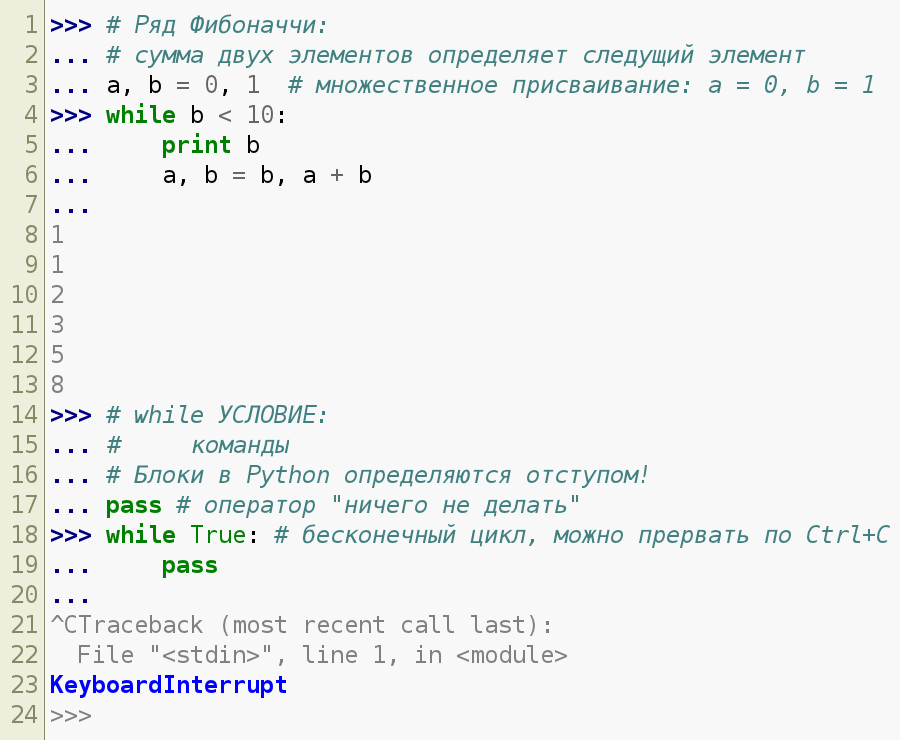 1 >>> # Ряд Фибоначчи:
2 ... # сумма двух элементов определяет следущий элемент
3 ... a, b = 0, 1  # множественное присваивание: a = 0, b = 1
4 >>> while b < 10:
5 ...     print b
6 ...     a, b = b, a + b
7 ...
8 1
9 1
10 2
11 3
12 5
13 8
14 >>> # while УСЛОВИЕ:
15 ... #     команды
16 ... # Блоки в Python определяются отступом!
17 ... pass # оператор "ничего не делать"
18 >>> while True: # бесконечный цикл, можно прервать по Ctrl+C
19 ...     pass
20 ...
21 ^CTraceback (most recent call last):
22   File "<stdin>", line 1, in <module>
23 KeyboardInterrupt
24 >>>